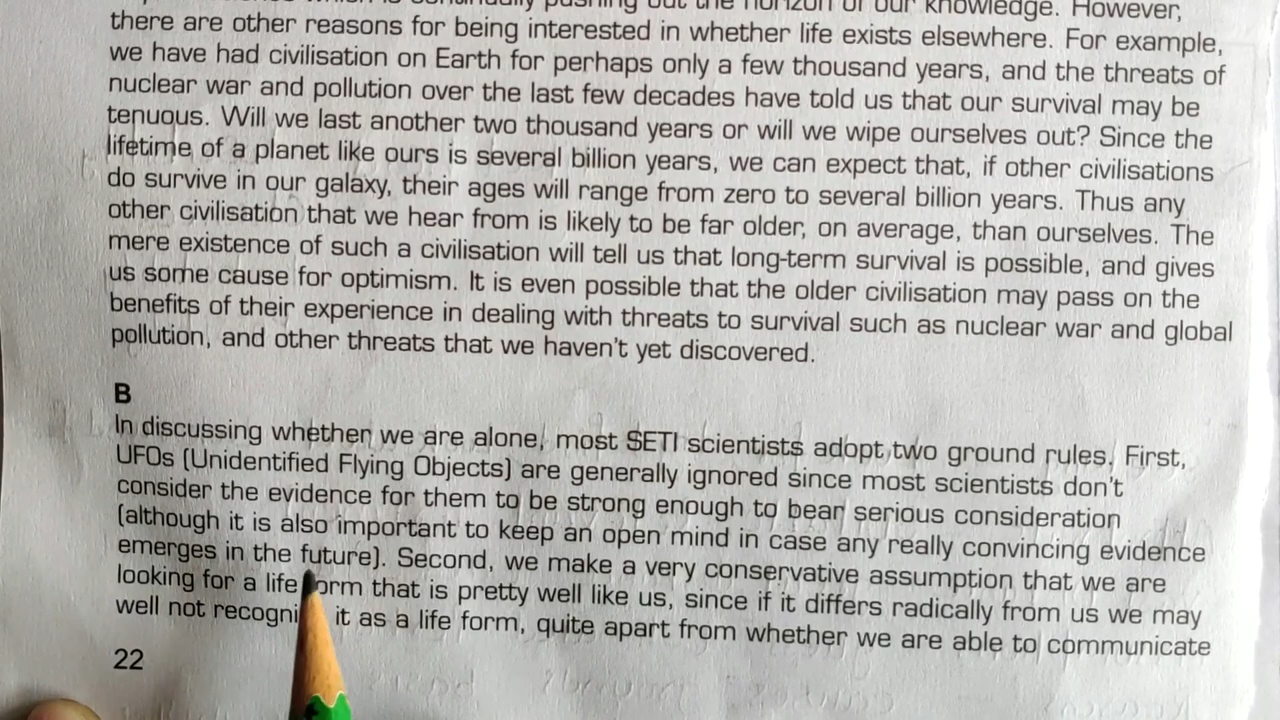 which is continually pushing out the horizon of our knowledge. However,
there are other reasons for being interested in whether life exists elsewhere. For example,
we have had civilisation on Earth for perhaps only a few thousand years, and the threats of
nuclear war and pollution over the last few decades have told us that our survival may be
tenuous. Will we last another two thousand years or will we wipe ourselves out? Since the
lifetime of a planet like ours is several billion years, we can expect that, if other civilisations
do survive in our galaxy, their ages will range from zero to several billion years. Thus any
other civilisation that we hear from is likely to be far older, on average, than ourselves. The
mere existence of such a civilisation will tell us that long-term survival is possible, and gives
us some cause for optimism. It is even possible that the older civilisation may pass on the
benefits of their experience in dealing with threats to survival such as nuclear war and global
pollution, and other threats that we haven't yet discovered.
B
In discussing whether we are alone, most SETI scientists adopt two ground rules. First,
UFOs (Unidentified Flying Objects) are generally ignored since most scientists don't
consider the evidence for them to be strong enough to bear serious consideration
(although it is also important to keep an open mind in case any really convincing evidence
emerges in the future). Second, we make a very conservative assumption that we are
looking for a life form that is pretty well like us, since if it differs radically from us we may
well not it as a life form, quite apart from whether we are able to communicate
22